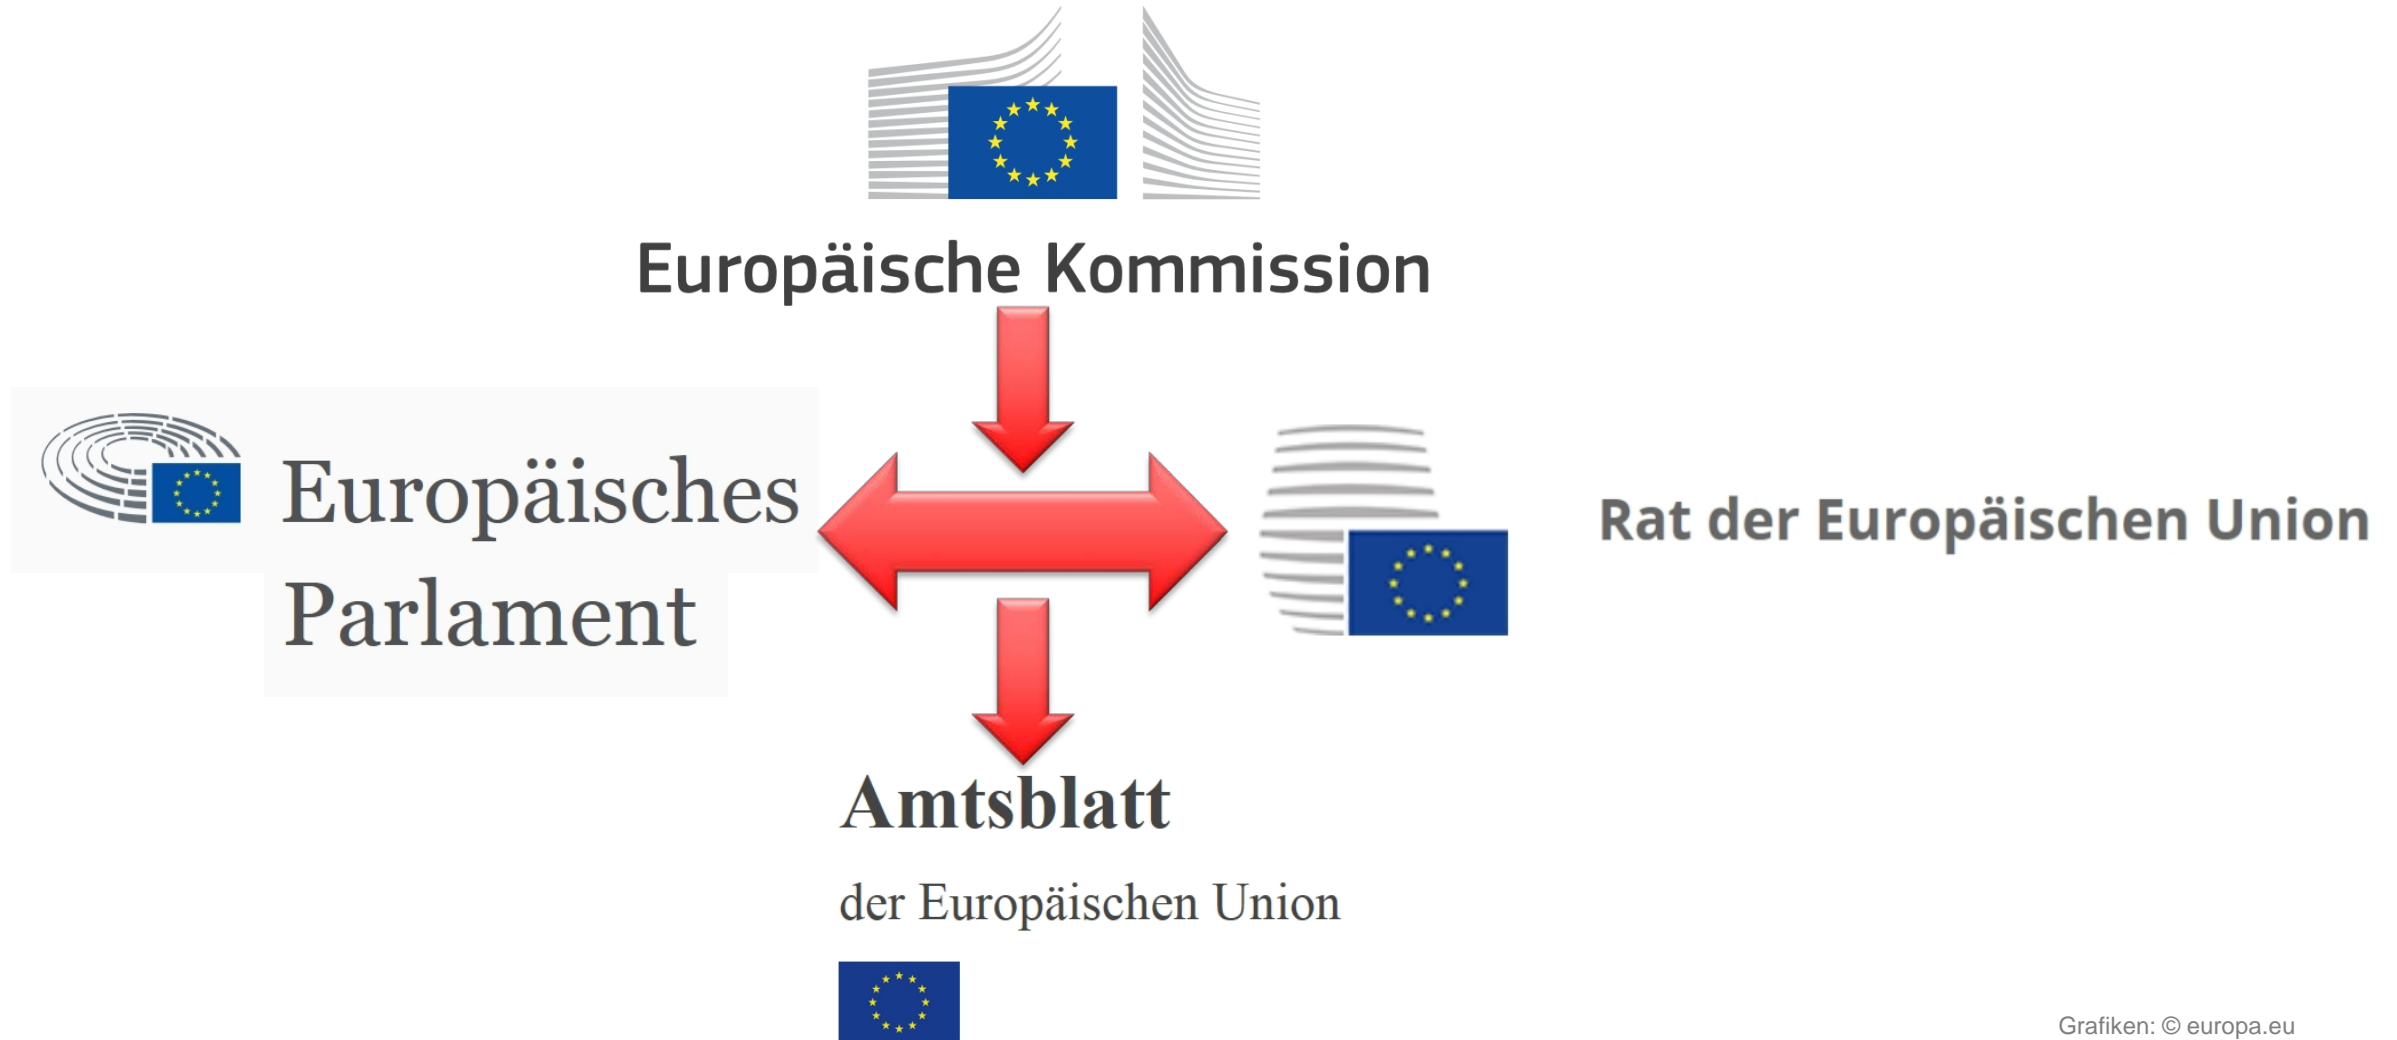 Europäische Kommission
Europäisches
Parlament
Rat der Europäischen Union
Amtsblatt
der Europäischen Union
Grafiken: © europa.eu